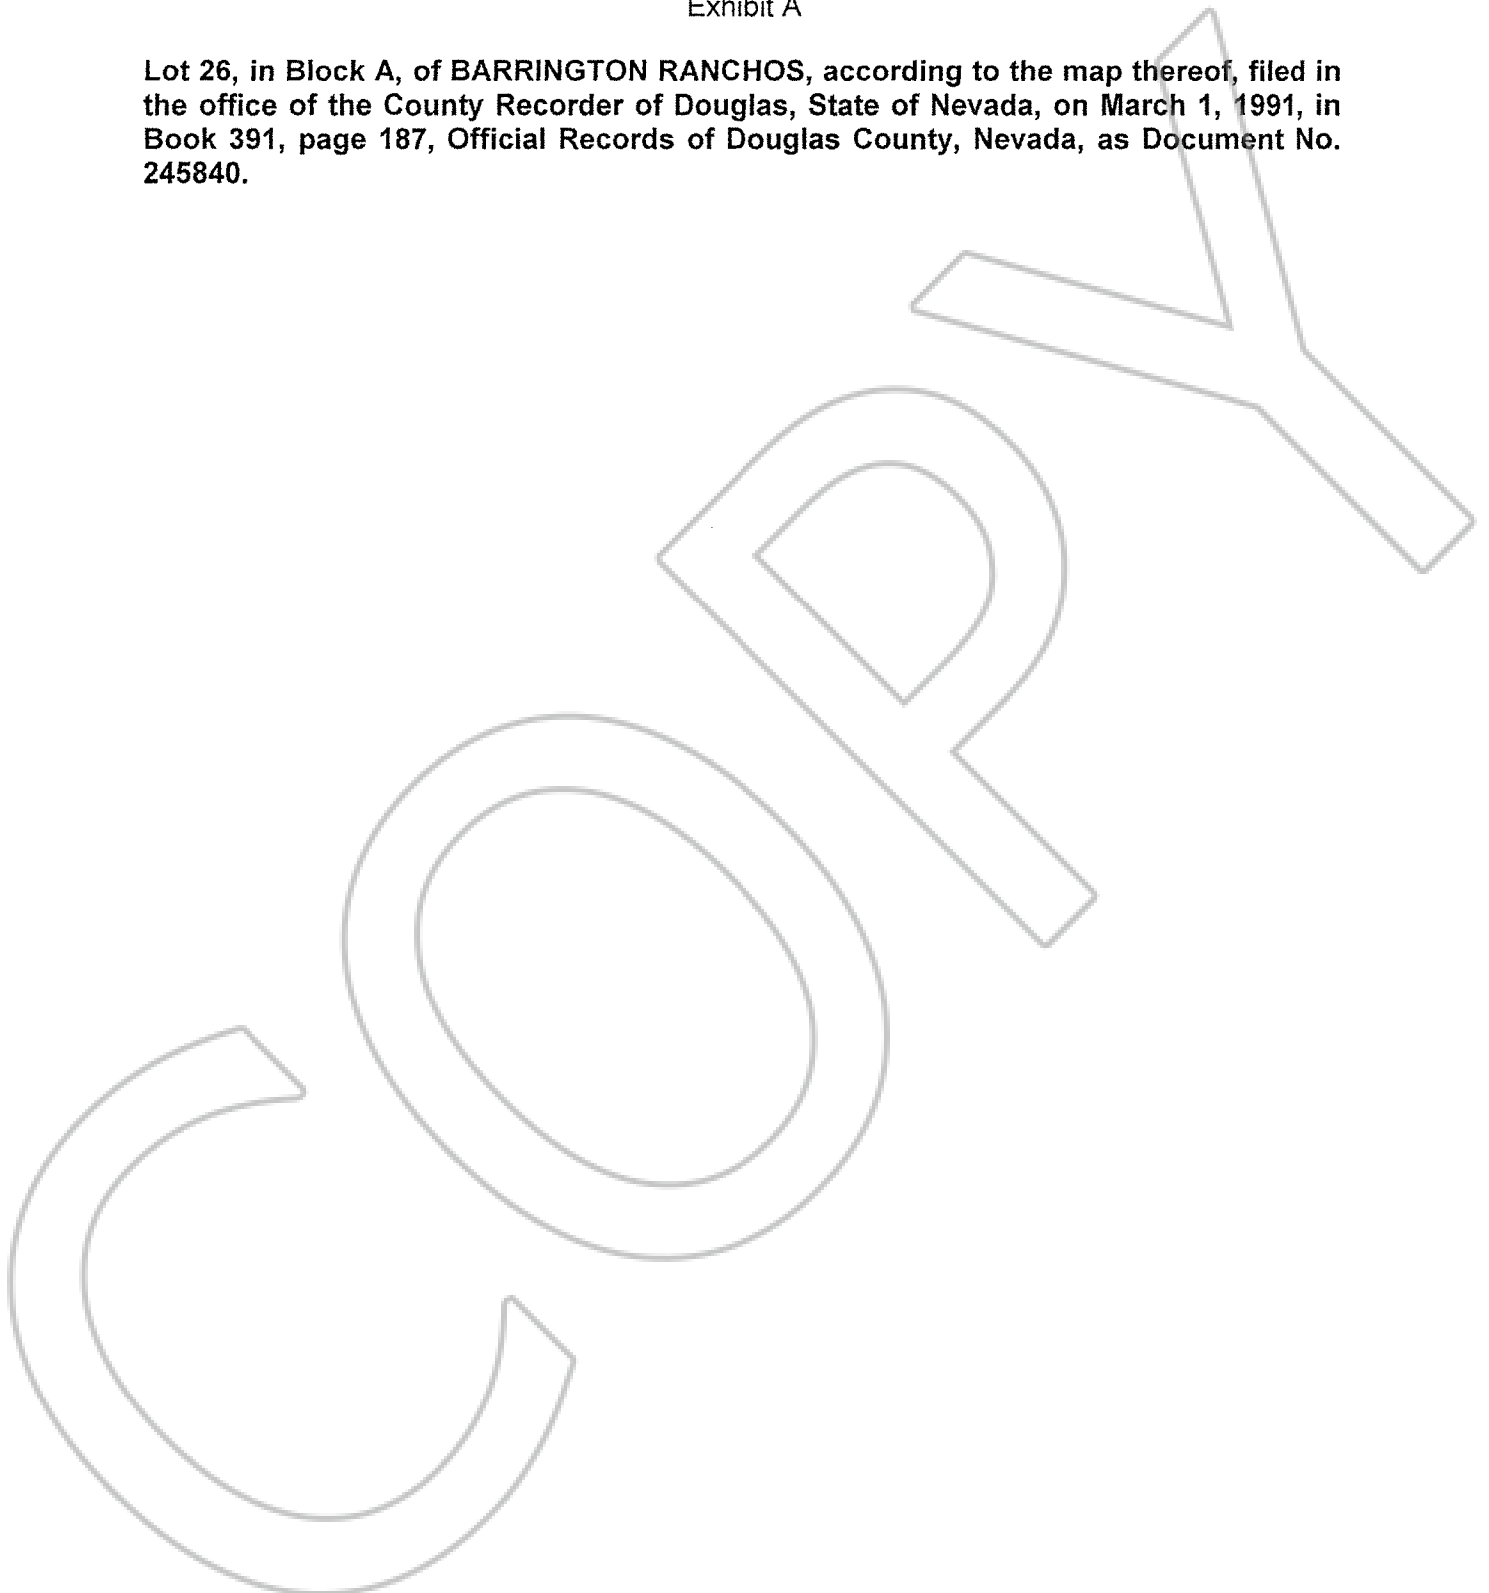 Exhibit A
Lot 26, in Block A, of BARRINGTON RANCHOS, according to the map thereof, filed in
the office of the County Recorder of Douglas, State of Nevada, on March 1, 1991, in
Book 391, page 187, Official Records of Douglas County, Nevada, as Document No.
245840.
COPY